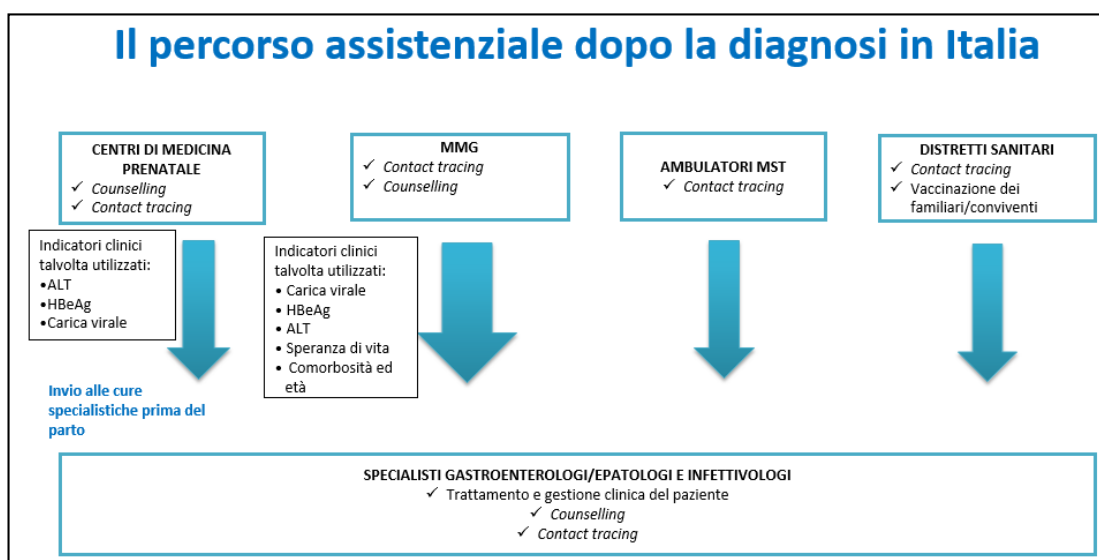 Il percorso assistenziale dopo la diagnosi in Italia
CENTRI DI MEDICINA
PRENATALE
✓ Counselling
✓ Contact tracing
MMG
✓ Contact tracing
✓ Counselling
AMBULATORI MST
✓ Contact tracing
DISTRETTI SANITARI
✓ Contact tracing
✓ Vaccinazione dei
familiari/conviventi
Indicatori clinici
talvolta utilizzati:
•ALT
•HBeAg
•Carica virale
Indicatori clinici
talvolta utilizzati:
• Carica virale
• HBeAg
• ALT
• Speranza di vita
• Comorbosità ed
età
Invio alle cure
specialistiche prima del
parto
SPECIALISTI GASTROENTEROLOGI/EPATOLOGI E INFETTIVOLOGI
✓ Trattamento e gestione clinica del paziente
✓ Counselling
✓ Contact tracing